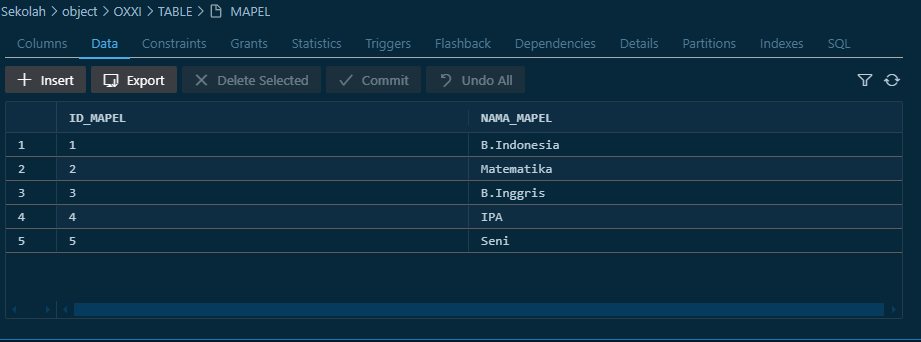 Sekolah > object > OXXI > TABLE > MAPEL
Columns Data Constraints Grants Statistics Triggers Flashback Dependencies Details Partitions Indexes SQL
Insert Export Delete Selected Commit Undo All
ID_MAPEL NAMA_MAPEL
1 1 B.Indonesia
2 2 Matematika
3 3 B.Inggris
4 4 IPA
5 5 Seni